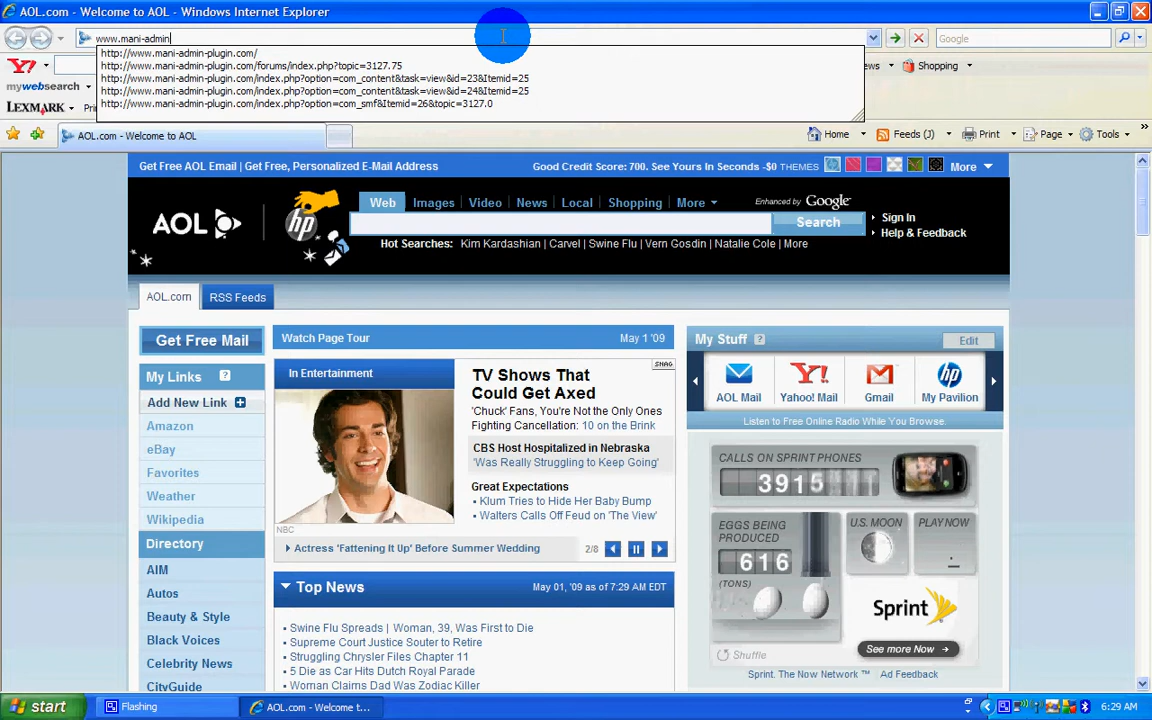 AOL.com - Welcome to AOL - Windows Internet Explorer
www.mani-admin
Google
http://www.mani-admin-plugin.com/
http://www.mani-admin-plugin.com/forums/index.php?topic=3127.75
http://www.mani-admin-plugin.com/index.php?option=com_content&task=view&id=23&Itemid=25
http://www.mani-admin-plugin.com/index.php?option=com_content&task=view&id=24&Itemid=25
http://www.mani-admin-plugin.com/index.php?option=com_smf&Itemid=26&topic=3127.0
Y!
ws
Shopping
mywebsearch
LEXMARK
Prin
AOL.com - Welcome to AOL
Home
Feeds (J)
Print
Page
Tools
Get Free AOL Email | Get Free, Personalized E-Mail Address
Good Credit Score: 700. See Yours In Seconds -$0
THEMES
More
AOL
hp
Web
Images
Video
News
Local
Shopping
More
Enhanced by Google
Search
Sign In
Help & Feedback
Hot Searches: Kim Kardashian | Carvel | Swine Flu | Vern Gosdin | Natalie Cole | More
AOL.com
RSS Feeds
Get Free Mail
My Links ?
Add New Link
Amazon
eBay
Favorites
Weather
Wikipedia
Directory
AIM
Autos
Beauty & Style
Black Voices
Celebrity News
CityGuide
Watch Page Tour
May 1 '09
In Entertainment
SHAG
TV Shows That
Could Get Axed
'Chuck' Fans, You're Not the Only Ones
Fighting Cancellation: 10 on the Brink
CBS Host Hospitalized in Nebraska
'Was Really Struggling to Keep Going'
Great Expectations
Klum Tries to Hide Her Baby Bump
Walters Calls Off Feud on 'The View'
NBC
Actress 'Fattening It Up' Before Summer Wedding
2/8
Top News
May 01, '09 as of 7:29 AM EDT
Swine Flu Spreads | Woman, 39, Was First to Die
Supreme Court Justice Souter to Retire
Struggling Chrysler Files Chapter 11
5 Die as Car Hits Dutch Royal Parade
Woman Claims Dad Was Zodiac Killer
My Stuff ?
Edit
AOL Mail
Yahoo! Mail
Gmail
My Pavilion
Listen to Free Online Radio While You Browse.
CALLS ON SPRINT PHONES
3915
EGGS BEING
PRODUCED
616
(TONS)
U.S. MOON
PLAY NOW
Sprint
Shuffle
See more Now
Sprint. The Now Network ™
Ad Feedback
start
Flashing
AOL.com - Welcome t...
6:29 AM